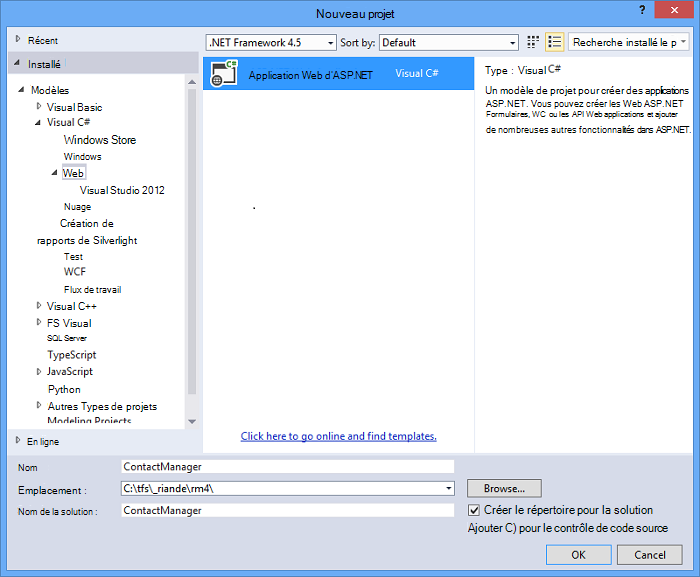 Nouveau projet
?
Récent
.NET Framework 4.5
Sort by:
Default
Recherche installé le p
Installé
Modèles
Visual Basic
Visual C#
Windows Store
Windows
Web
Visual Studio 2012
Nuage
Création de
rapports de Silverlight
Test
WCF
Flux de travail
Visual C++
FS Visual
SQL Server
TypeScript
JavaScript
Python
Autres Types de projets
Modeling Projects
En ligne
Application Web d'ASP.NET
Visual C#
Click here to go online and find templates.
Type : Visual C#
Un modèle de projet pour créer des applications
ASP.NET. Vous pouvez créer les Web ASP.NET
Formulaires, WC ou les API Web applications et ajouter
de nombreuses autres fonctionnalités dans ASP.NET.
Nom
ContactManager
Emplacement :
C:\tfs\_riande\rm4\
Browse...
Nom de la solution :
ContactManager
Créer le répertoire pour la solution
Ajouter C) pour le contrôle de code source
OK
Cancel